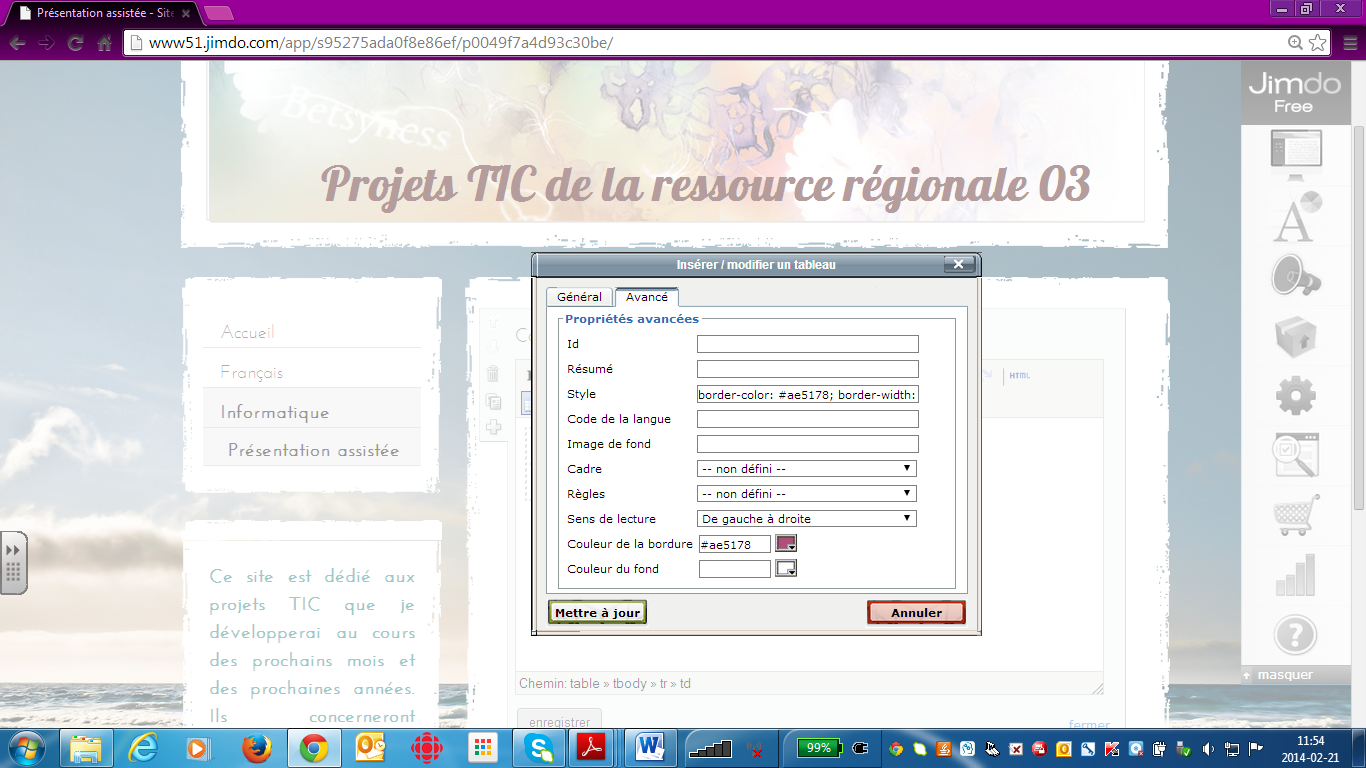 Présentation assistée - Site
www51.jimdo.com/app/s95275ada0f8e86ef/p0049f7a4d93c30be/
Betsyness
Projets TIC de la ressource régionale 03
Jimdo
Free
Accueil
Français
Informatique
Présentation assistée
Ce site est dédié aux
projets TIC que je
développerai au cours
des prochains mois et
des prochaines années.
Ils concerneront
Insérer / modifier un tableau
Général
Avancé
Propriétés avancées
Id
Résumé
Style border-color: #ae5178; border-width:
Code de la langue
Image de fond
Cadre -- non défini --
Règles -- non défini --
Sens de lecture De gauche à droite
Couleur de la bordure #ae5178
Couleur du fond
Mettre à jour
Annuler
HTML
Chemin: table » tbody » tr » td
enregistrer
fermer
masquer
99%
11:54
2014-02-21